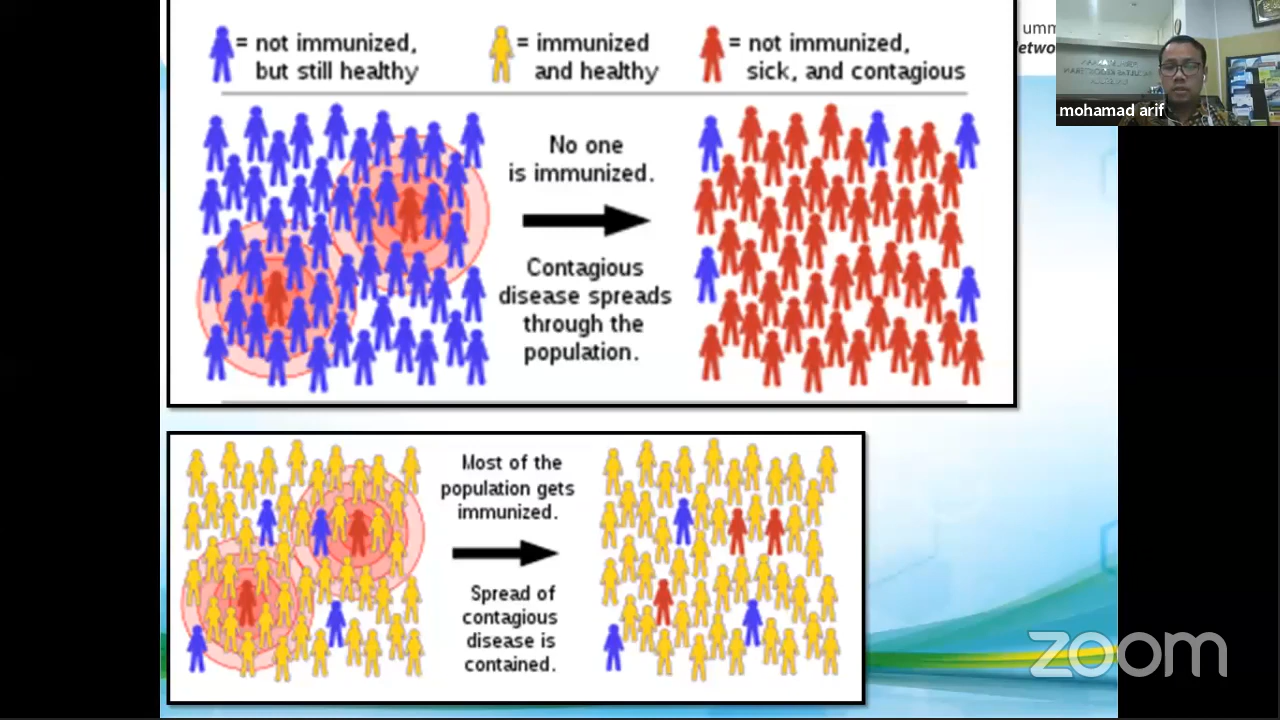 = not immunized,
but still healthy
= immunized
and healthy
= not immunized,
sick, and contagious
No one
is immunized.
Contagious
disease spreads
through the
population.
Most of the
population gets
immunized.
Spread of
contagious
disease is
contained.
umm
etwo
mohamad arif
zoom